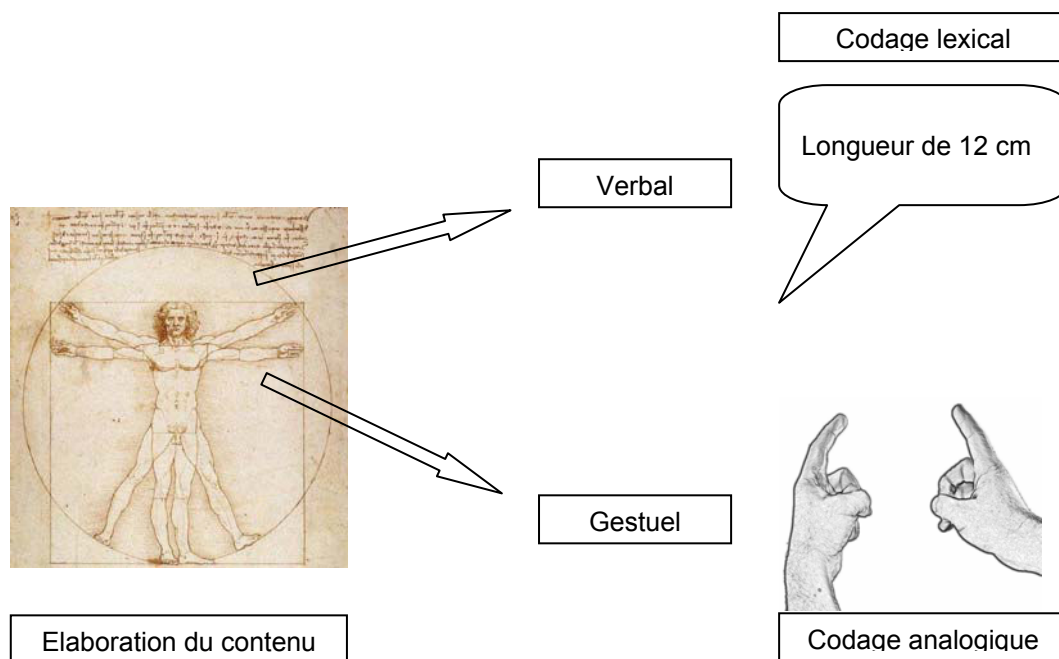 Codage lexical
Longueur de 12 cm
Verbal
Gestuel
Elaboration du contenu
Codage analogique